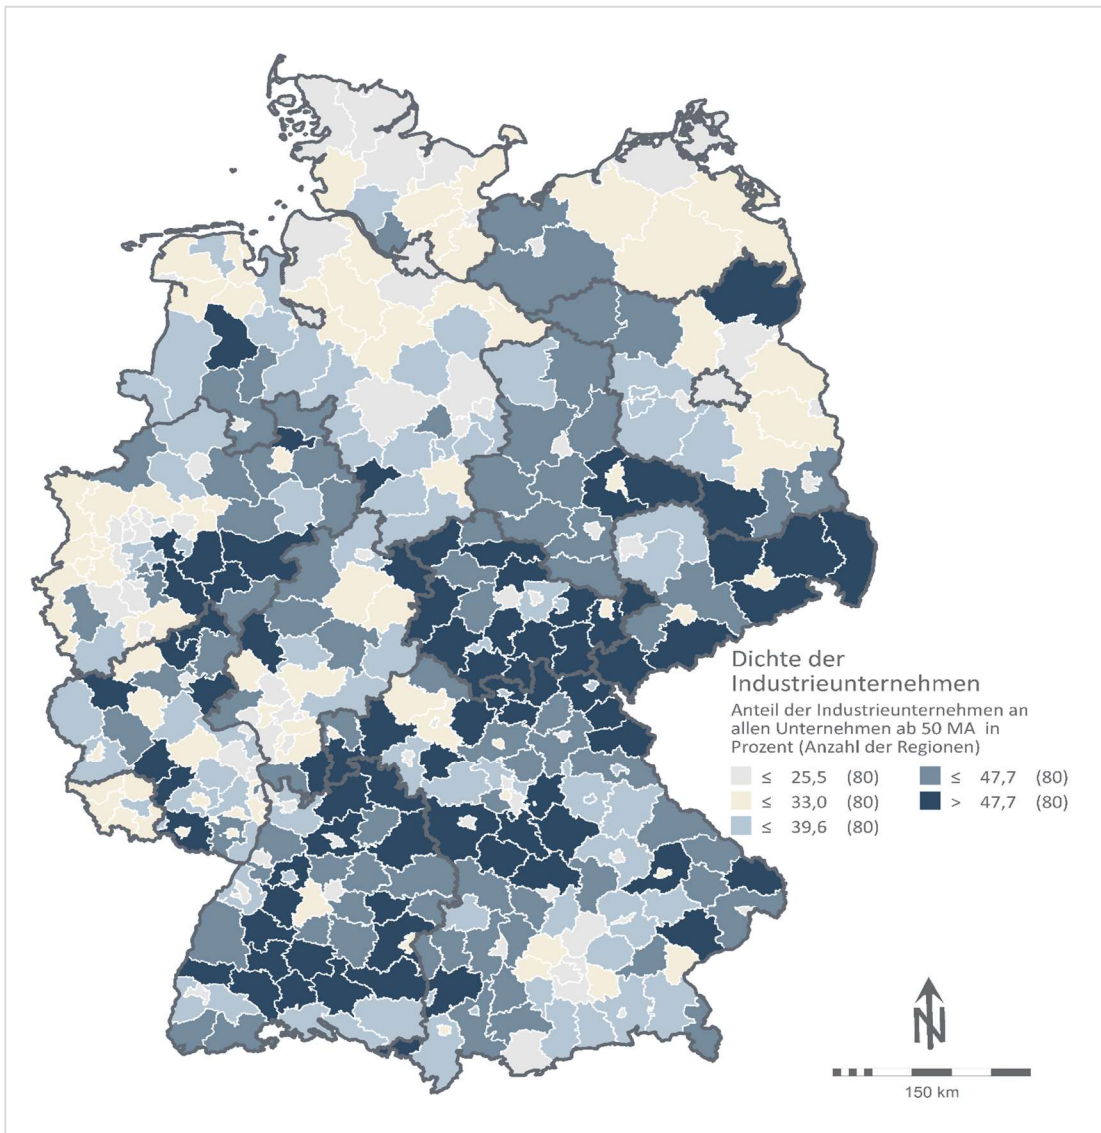 Dichte der
Industrieunternehmen
Anteil der Industrieunternehmen an
allen Unternehmen ab 50 MA in
Prozent (Anzahl der Regionen)
≤ 25,5 (80)
≤ 33,0 (80)
≤ 39,6 (80)
≤ 47,7 (80)
> 47,7 (80)
N
150 km